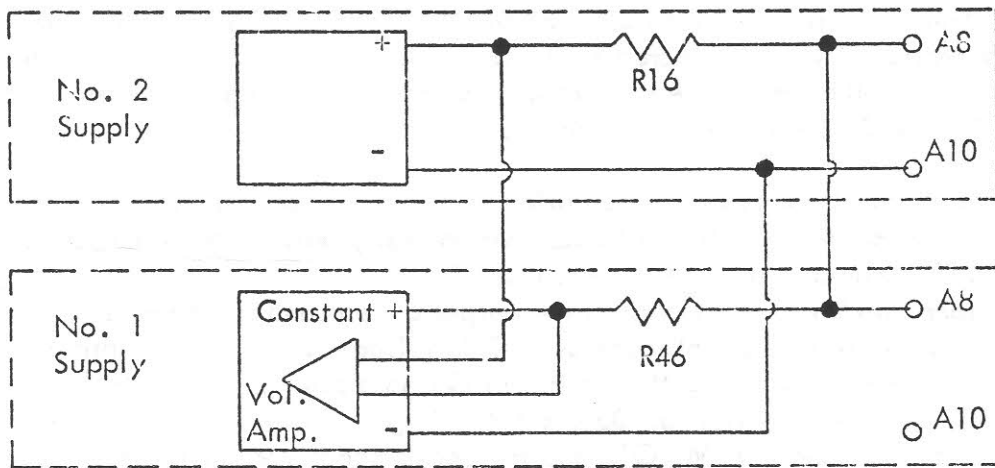 +
A8
R16
No. 2
Supply
-
A10
Constant +
A8
No. 1
Supply
R46
Vol.
Amp.
-
A10